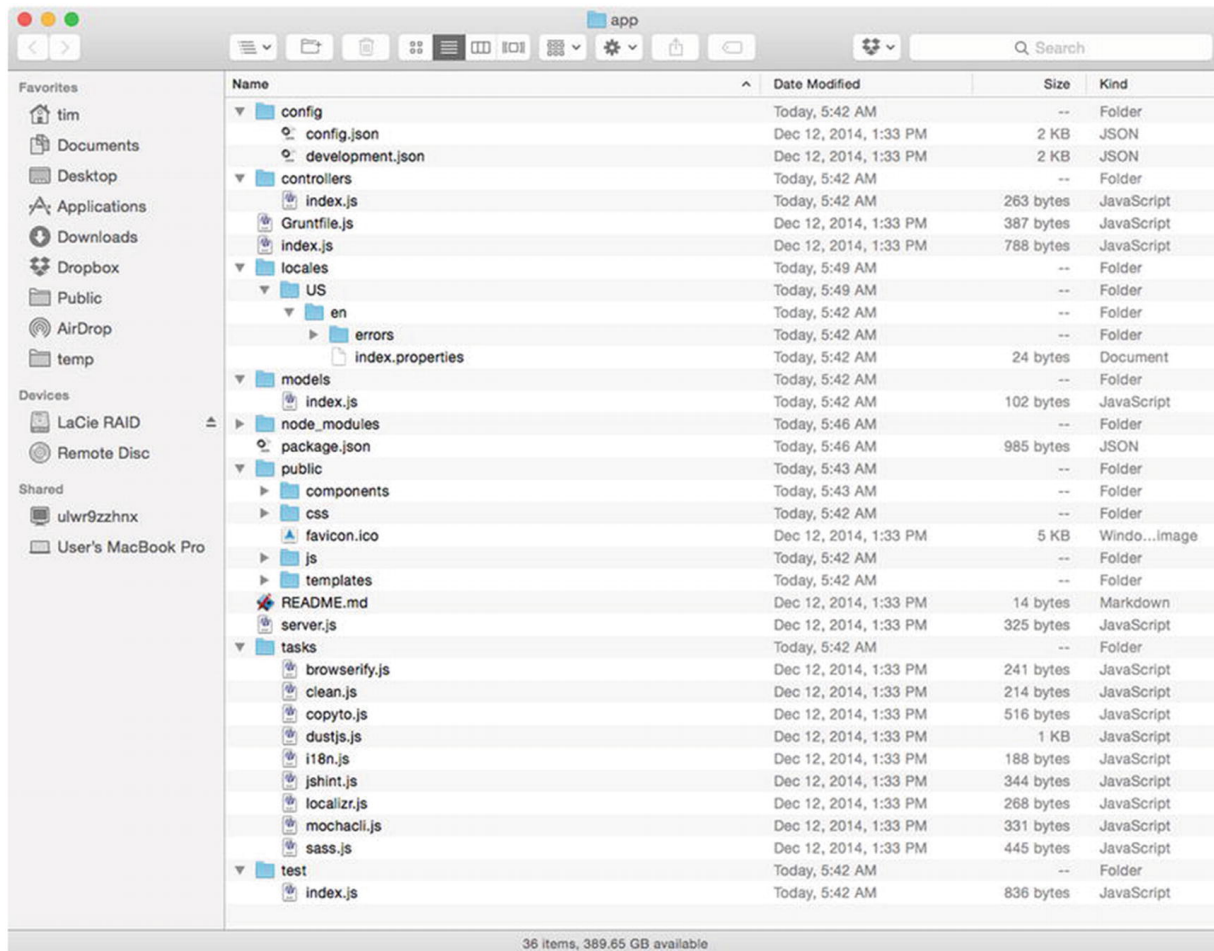 app
Search
Favorites
tim
Documents
Desktop
Applications
Downloads
Dropbox
Public
AirDrop
temp
Devices
LaCie RAID
Remote Disc
Shared
ulwr9zzhnx
User's MacBook Pro
Name Date Modified Size Kind
config Today, 5:42 AM -- Folder
config.json Dec 12, 2014, 1:33 PM 2 KB JSON
development.json Dec 12, 2014, 1:33 PM 2 KB JSON
controllers Today, 5:42 AM -- Folder
index.js Today, 5:42 AM 263 bytes JavaScript
Gruntfile.js Dec 12, 2014, 1:33 PM 387 bytes JavaScript
index.js Dec 12, 2014, 1:33 PM 788 bytes JavaScript
locales Today, 5:49 AM -- Folder
US Today, 5:49 AM -- Folder
en Today, 5:42 AM -- Folder
errors Today, 5:42 AM -- Folder
index.properties Today, 5:42 AM 24 bytes Document
models Today, 5:42 AM -- Folder
index.js Today, 5:42 AM 102 bytes JavaScript
node_modules Today, 5:46 AM -- Folder
package.json Today, 5:46 AM 985 bytes JSON
public Today, 5:43 AM -- Folder
components Today, 5:43 AM -- Folder
css Today, 5:42 AM -- Folder
favicon.ico Dec 12, 2014, 1:33 PM 5 KB Windo...image
js Today, 5:42 AM -- Folder
templates Today, 5:42 AM -- Folder
README.md Dec 12, 2014, 1:33 PM 14 bytes Markdown
server.js Dec 12, 2014, 1:33 PM 325 bytes JavaScript
tasks Today, 5:42 AM -- Folder
browserify.js Dec 12, 2014, 1:33 PM 241 bytes JavaScript
clean.js Dec 12, 2014, 1:33 PM 214 bytes JavaScript
copyto.js Dec 12, 2014, 1:33 PM 516 bytes JavaScript
dustjs.js Dec 12, 2014, 1:33 PM 1 KB JavaScript
i18n.js Dec 12, 2014, 1:33 PM 188 bytes JavaScript
jshint.js Dec 12, 2014, 1:33 PM 344 bytes JavaScript
localizr.js Dec 12, 2014, 1:33 PM 268 bytes JavaScript
mochacli.js Dec 12, 2014, 1:33 PM 331 bytes JavaScript
sass.js Dec 12, 2014, 1:33 PM 445 bytes JavaScript
test Today, 5:42 AM -- Folder
index.js Today, 5:42 AM 836 bytes JavaScript
36 items, 389.65 GB available